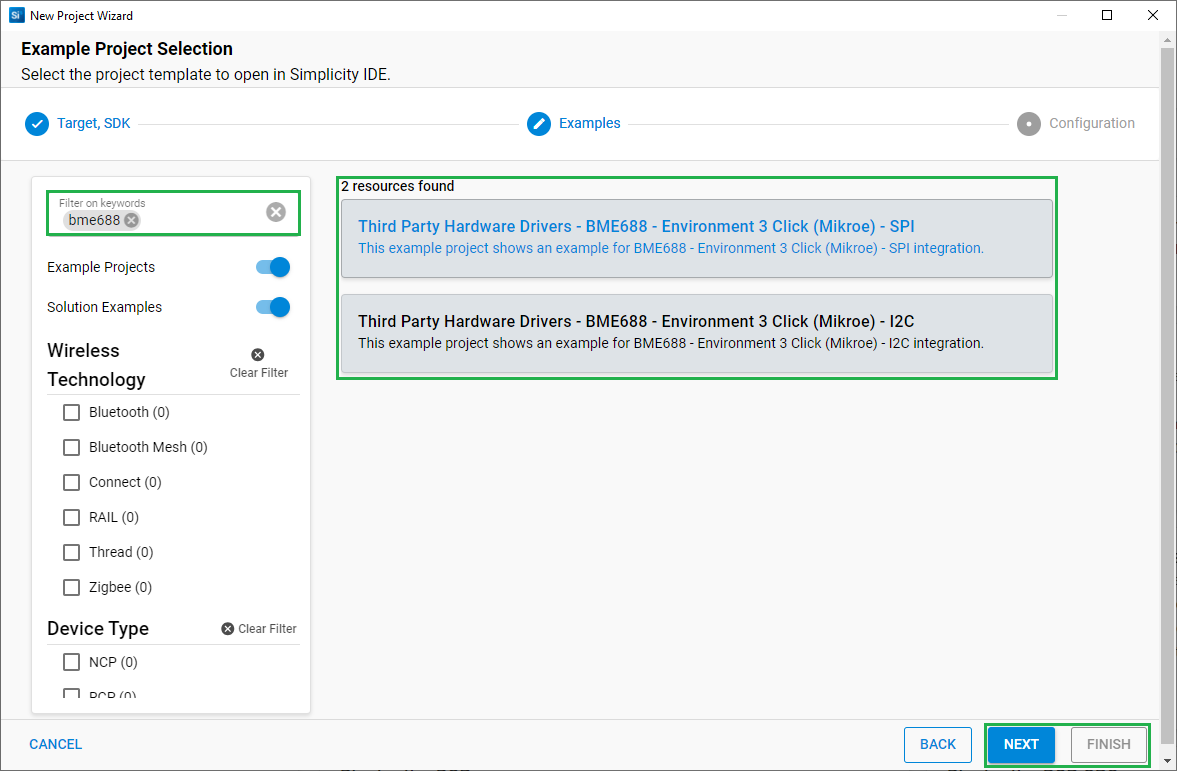 Si New Project Wizard
Example Project Selection
Select the project template to open in Simplicity IDE.
Target, SDK
Examples
Configuration
Filter on keywords
bme688
Example Projects
Solution Examples
Wireless
Technology
Clear Filter
Bluetooth (0)
Bluetooth Mesh (0)
Connect (0)
RAIL (0)
Thread (0)
Zigbee (0)
Device Type
Clear Filter
NCP (0)
RCP (0)
2 resources found
Third Party Hardware Drivers - BME688 - Environment 3 Click (Mikroe) - SPI
This example project shows an example for BME688 - Environment 3 Click (Mikroe) - SPI integration.
Third Party Hardware Drivers - BME688 - Environment 3 Click (Mikroe) - I2C
This example project shows an example for BME688 - Environment 3 Click (Mikroe) - I2C integration.
CANCEL
BACK
NEXT
FINISH